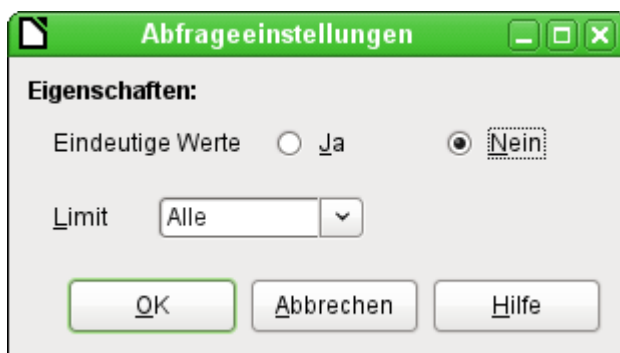 Abfrageeinstellungen
Eigenschaften:
Eindeutige Werte Ja Nein
Limit Alle
OK Abbrechen Hilfe